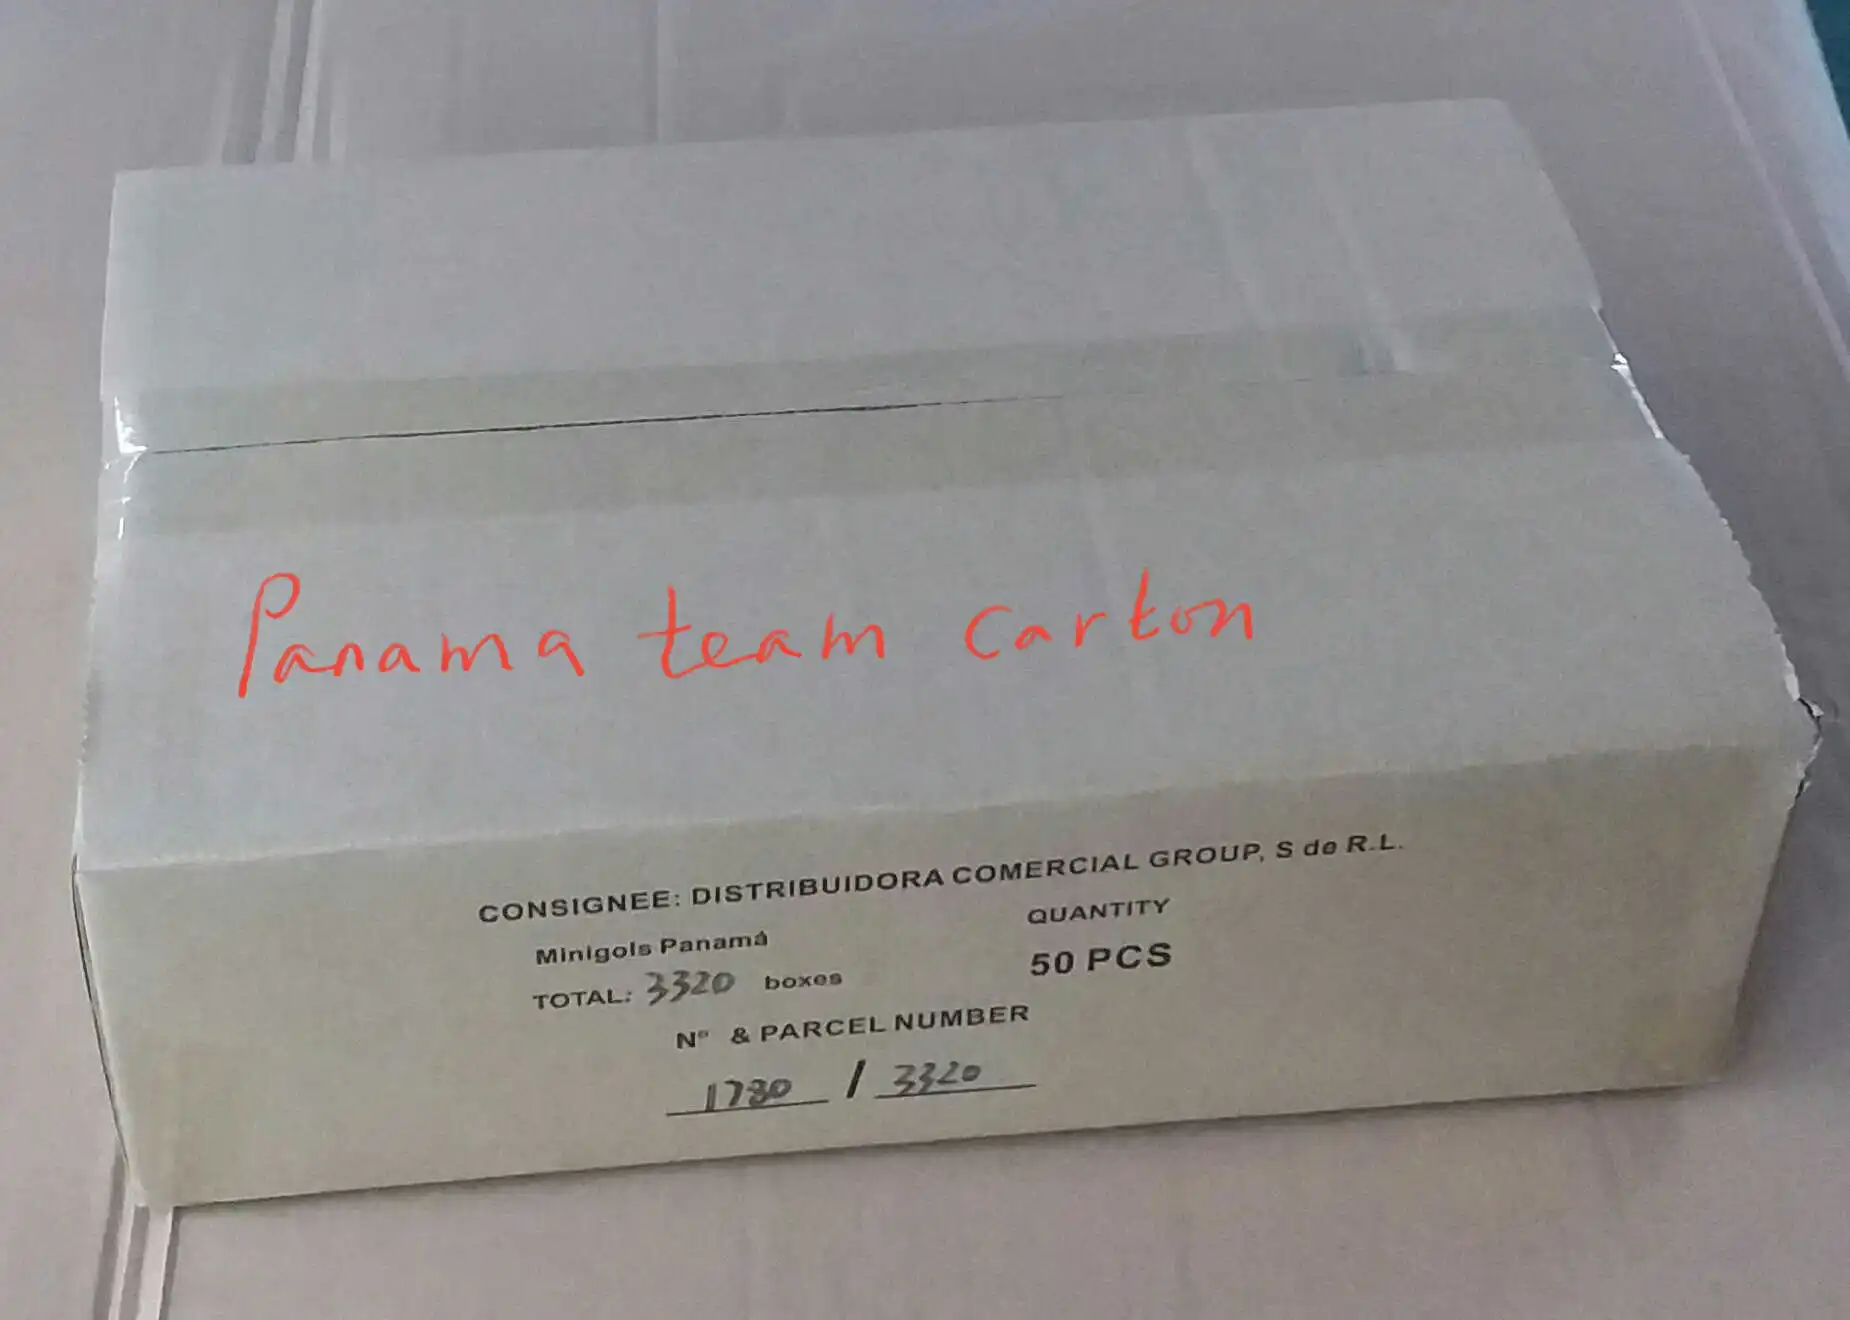 Panama team carton
CONSIGNEE: DISTRIBUIDORA COMERCIAL GROUP, S de R.L.
Minigols Panamá
QUANTITY
TOTAL: 3320 boxes
50 PCS
Nº & PARCEL NUMBER
1780 / 3320